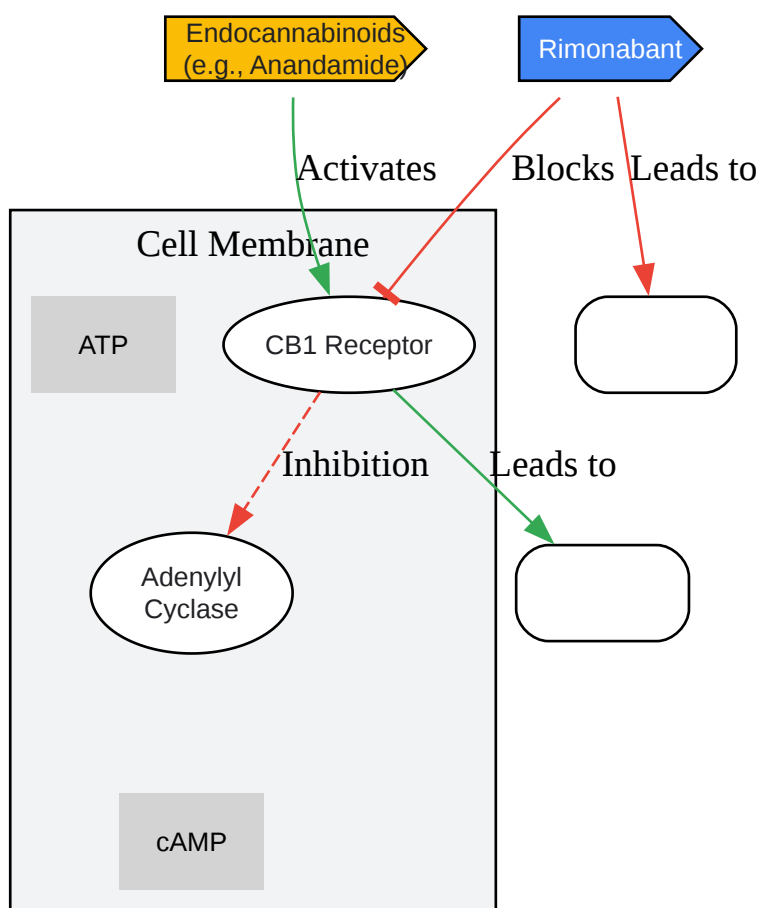 Endocannabinoids
(e.g., Anandamide)
Rimonabant
Activates
Blocks
Leads to
Cell Membrane
ATP
CB1 Receptor
Inhibition
Leads to
Adenylyl
Cyclase
cAMP